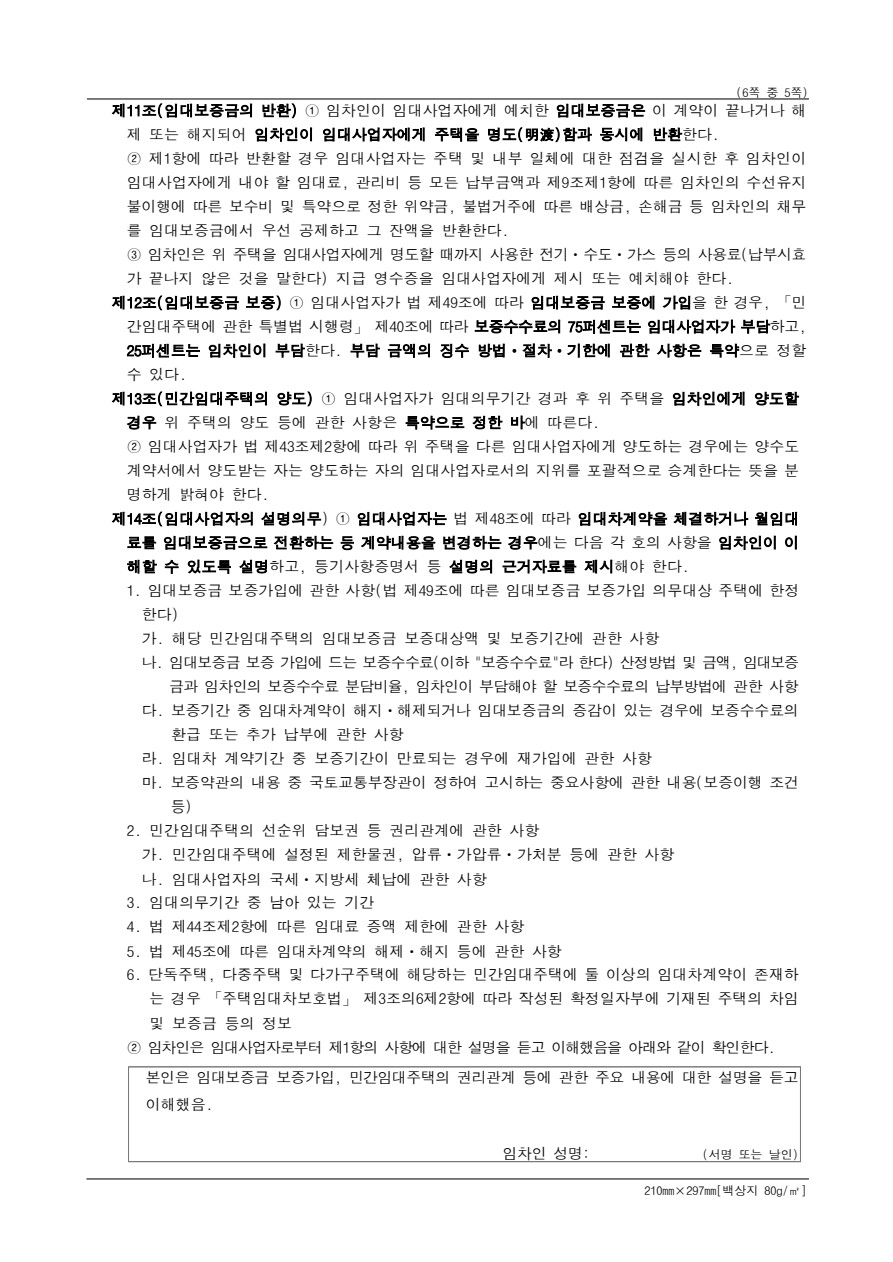 (6쪽 중 5쪽)
제11조(임대보증금의 반환) ① 임차인이 임대사업자에게 예치한 임대보증금은 이 계약이 끝나거나 해
제 또는 해지되어 임차인이 임대사업자에게 주택을 명도(明渡)함과 동시에 반환한다.
② 제1항에 따라 반환할 경우 임대사업자는 주택 및 내부 일체에 대한 점검을 실시한 후 임차인이
임대사업자에게 내야 할 임대료, 관리비 등 모든 납부금액과 제9조제1항에 따른 임차인의 수선유지
불이행에 따른 보수비 및 특약으로 정한 위약금, 불법거주에 따른 배상금, 손해금 등 임차인의 채무
를 임대보증금에서 우선 공제하고 그 잔액을 반환한다.
③ 임차인은 위 주택을 임대사업자에게 명도할 때까지 사용한 전기·수도·가스 등의 사용료(납부시효
가 끝나지 않은 것을 말한다) 지급 영수증을 임대사업자에게 제시 또는 예치해야 한다.
제12조(임대보증금 보증) ① 임대사업자가 법 제49조에 따라 임대보증금 보증에 가입을 한 경우, 「민
간임대주택에 관한 특별법 시행령」 제40조에 따라 보증수수료의 75퍼센트는 임대사업자가 부담하고,
25퍼센트는 임차인이 부담한다. 부담 금액의 징수 방법·절차·기한에 관한 사항은 특약으로 정할
수 있다.
제13조(민간임대주택의 양도) ① 임대사업자가 임대의무기간 경과 후 위 주택을 임차인에게 양도할
경우 위 주택의 양도 등에 관한 사항은 특약으로 정한 바에 따른다.
② 임대사업자가 법 제43조제2항에 따라 위 주택을 다른 임대사업자에게 양도하는 경우에는 양수도
계약서에서 양도받는 자는 양도하는 자의 임대사업자로서의 지위를 포괄적으로 승계한다는 뜻을 분
명하게 밝혀야 한다.
제14조(임대사업자의 설명의무) ① 임대사업자는 법 제48조에 따라 임대차계약을 체결하거나 월임대
료를 임대보증금으로 전환하는 등 계약내용을 변경하는 경우에는 다음 각 호의 사항을 임차인이 이
해할 수 있도록 설명하고, 등기사항증명서 등 설명의 근거자료를 제시해야 한다.
1. 임대보증금 보증가입에 관한 사항(법 제49조에 따른 임대보증금 보증가입 의무대상 주택에 한정
한다)
가. 해당 민간임대주택의 임대보증금 보증대상액 및 보증기간에 관한 사항
나. 임대보증금 보증 가입에 드는 보증수수료(이하 "보증수수료"라 한다) 산정방법 및 금액, 임대보증
금과 임차인의 보증수수료 분담비율, 임차인이 부담해야 할 보증수수료의 납부방법에 관한 사항
다. 보증기간 중 임대차계약이 해지·해제되거나 임대보증금의 증감이 있는 경우에 보증수수료의
환급 또는 추가 납부에 관한 사항
라. 임대차 계약기간 중 보증기간이 만료되는 경우에 재가입에 관한 사항
마. 보증약관의 내용 중 국토교통부장관이 정하여 고시하는 중요사항에 관한 내용(보증이행 조건
등)
2. 민간임대주택의 선순위 담보권 등 권리관계에 관한 사항
가. 민간임대주택에 설정된 제한물권, 압류·가압류·가처분 등에 관한 사항
나. 임대사업자의 국세·지방세 체납에 관한 사항
3. 임대의무기간 중 남아 있는 기간
4. 법 제44조제2항에 따른 임대료 증액 제한에 관한 사항
5. 법 제45조에 따른 임대차계약의 해제·해지 등에 관한 사항
6. 단독주택, 다중주택 및 다가구주택에 해당하는 민간임대주택에 둘 이상의 임대차계약이 존재하
는 경우 「주택임대차보호법」 제3조의6제2항에 따라 작성된 확정일자부에 기재된 주택의 차임
및 보증금 등의 정보
② 임차인은 임대사업자로부터 제1항의 사항에 대한 설명을 듣고 이해했음을 아래와 같이 확인한다.
본인은 임대보증금 보증가입, 민간임대주택의 권리관계 등에 관한 주요 내용에 대한 설명을 듣고
이해했음.
임차인 성명: (서명 또는 날인)
210㎜×297㎜[백상지 80g/㎡]